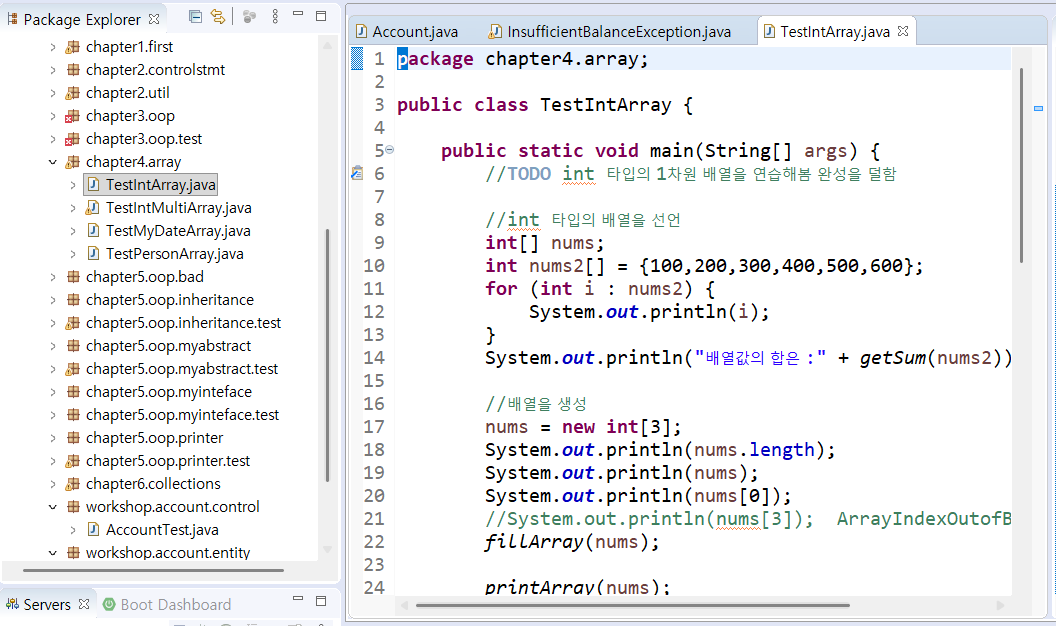 Package Explorer
chapter1.first
chapter2.controlstmt
chapter2.util
chapter3.oop
chapter3.oop.test
chapter4.array
TestIntArray.java
TestIntMultiArray.java
TestMyDateArray.java
TestPersonArray.java
chapter5.oop.bad
chapter5.oop.inheritance
chapter5.oop.inheritance.test
chapter5.oop.myabstract
chapter5.oop.myabstract.test
chapter5.oop.myinteface
chapter5.oop.myinteface.test
chapter5.oop.printer
chapter5.oop.printer.test
chapter6.collections
workshop.account.control
AccountTest.java
workshop.account.entity
Servers Boot Dashboard
Account.java InsufficientBalanceException.java TestIntArray.java
1 package chapter4.array;
2
3 public class TestIntArray {
4
5 public static void main(String[] args) {
6 //TODO int 타입의 1차원 배열을 연습해봄 완성을 덜함
7
8 //int 타입의 배열을 선언
9 int[] nums;
10 int nums2[] = {100,200,300,400,500,600};
11 for (int i : nums2) {
12 System.out.println(i);
13 }
14 System.out.println("배열값의 합은 :" + getSum(nums2))
15
16 //배열을 생성
17 nums = new int[3];
18 System.out.println(nums.length);
19 System.out.println(nums);
20 System.out.println(nums[0]);
21 //System.out.println(nums[3]); ArrayIndexOutofB
22 fillArray(nums);
23
24 printArray(nums);